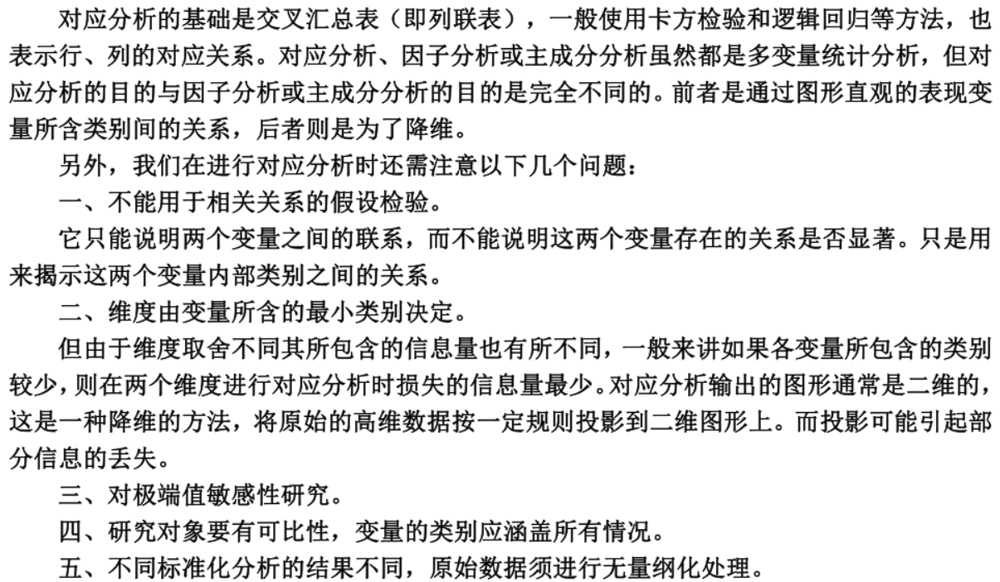 对应分析的基础是交叉汇总表（即列联表），一般使用卡方检验和逻辑回归等方法，也
表示行、列的对应关系。对应分析、因子分析或主成分分析虽然都是多变量统计分析，但对
应分析的目的与因子分析或主成分分析的目的是完全不同的。前者是通过图形直观的表现变
量所含类别间的关系，后者则是为了降维。
另外，我们在进行对应分析时还需注意以下几个问题：
一、不能用于相关关系的假设检验。
它只能说明两个变量之间的联系，而不能说明这两个变量存在的关系是否显著。只是用
来揭示这两个变量内部类别之间的关系。
二、维度由变量所含的最小类别决定。
但由于维度取舍不同其所包含的信息量也有所不同，一般来讲如果各变量所包含的类别
较少，则在两个维度进行对应分析时损失的信息量最少。对应分析输出的图形通常是二维的，
这是一种降维的方法，将原始的高维数据按一定规则投影到二维图形上。而投影可能引起部
分信息的丢失。
三、对极端值敏感性研究。
四、研究对象要有可比性，变量的类别应涵盖所有情况。
五、不同标准化分析的结果不同，原始数据须进行无量纲化处理。